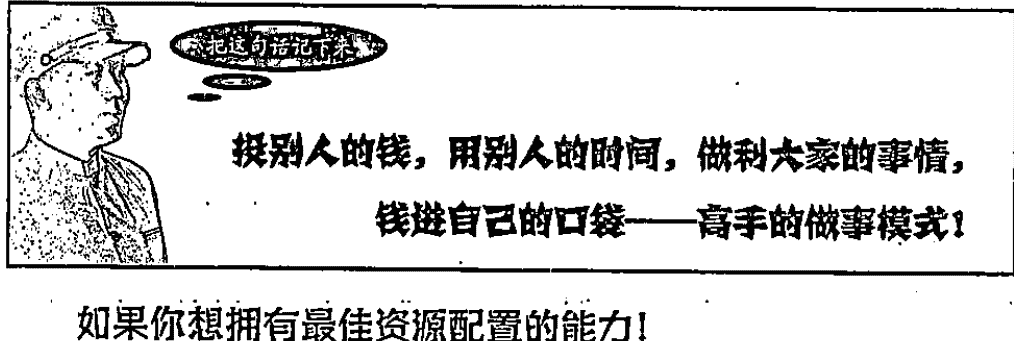 把这句话记下来
投别人的钱，用别人的时间，做利大家的事情，
钱进自己的口袋——高手的做事模式！
如果你想拥有最佳资源配置的能力！